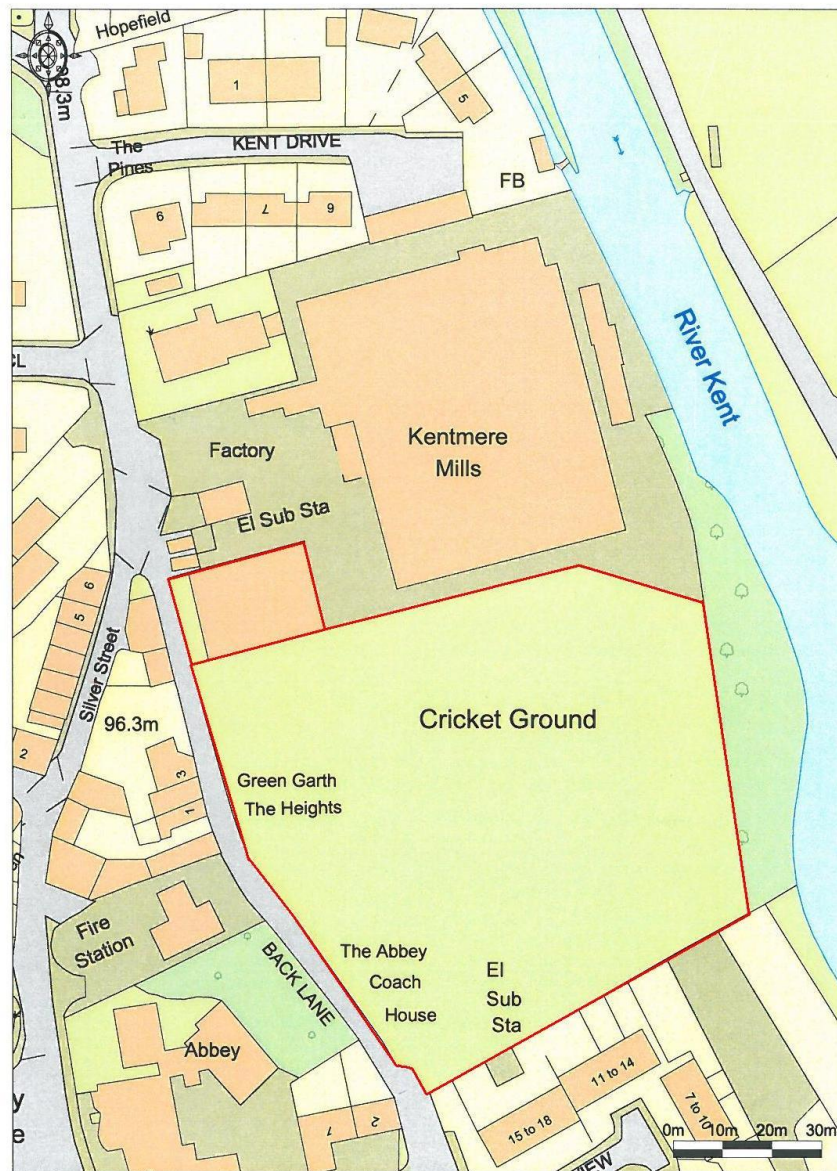 Hopefield
98.3m
1
5
The
Pines
KENT DRIVE
FB
9
7
6
River Kent
CL
Factory
Kentmere
Mills
El Sub Sta
6
5
Silver Street
96.3m
2
3
1
Cricket Ground
Green Garth
The Heights
Fire
Station
BACK LANE
The Abbey
Coach
House
El
Sub
Sta
Abbey
y
e
1
2
11 to 14
15 to 18
7 to 10
VIEW
0m 10m 20m 30m